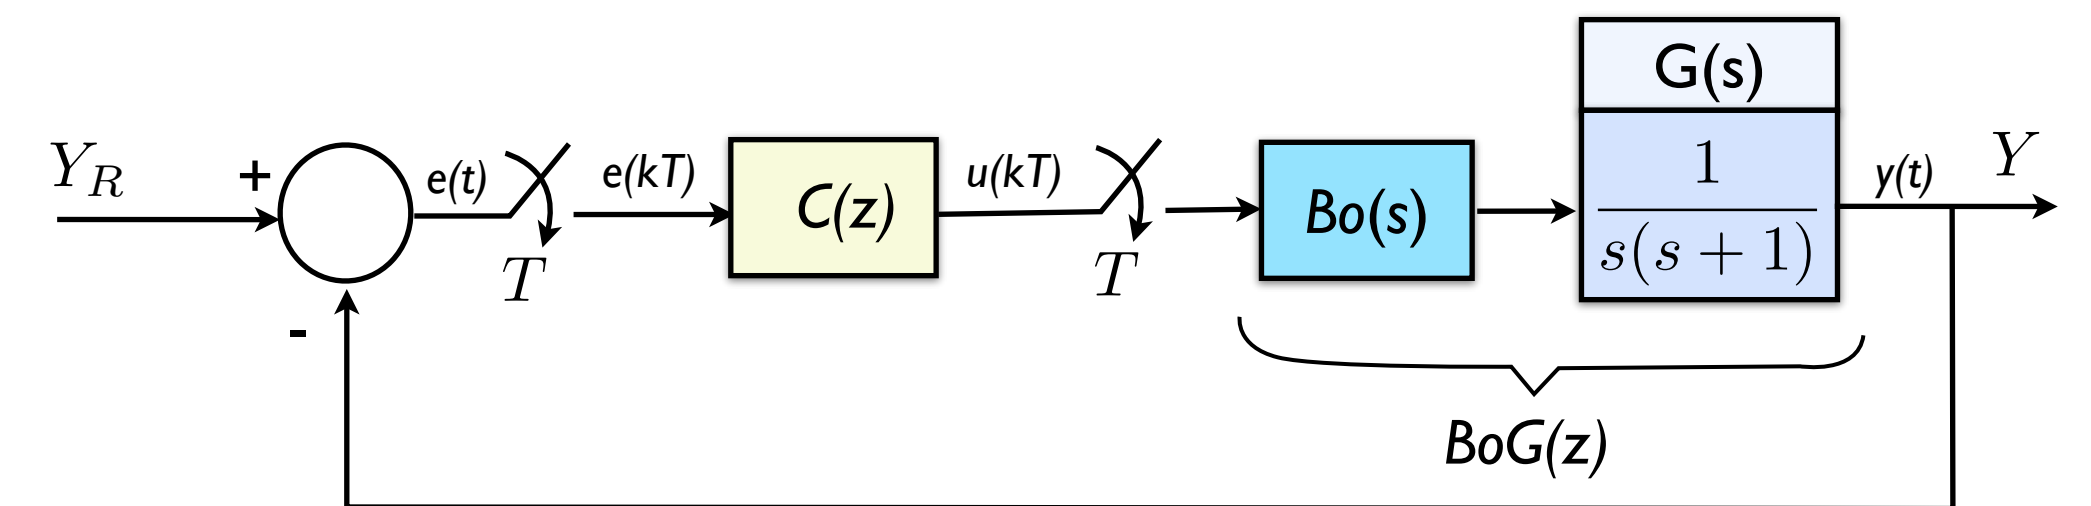 Y_R
+
-
e(t)
T
e(kT)
C(z)
u(kT)
T
Bo(s)
G(s)
1
s(s + 1)
y(t)
Y
BoG(z)